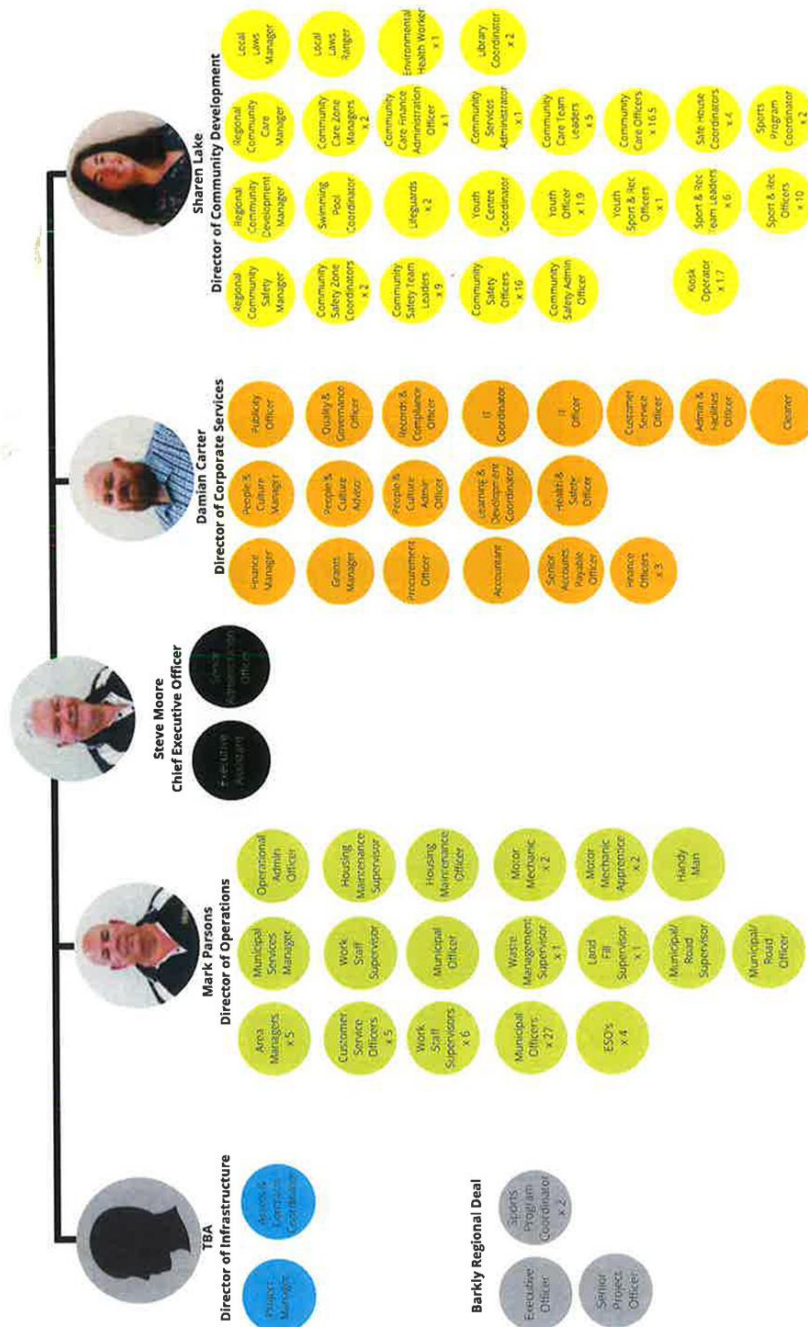 Steve Moore
Chief Executive Officer
Executive
Assistant
Senior
Administration
Officer
TBA
Director of Infrastructure
Project
Manager
Assets &
Contracts
Coordinator
Barkly Regional Deal
Executive
Officer
Sports
Program
Coordinator
x 2
Senior
Project
Officer
Mark Parsons
Director of Operations
Area
Managers
x 5
Customer
Service
Officers
x 5
Work
Staff
Supervisors
x 6
Municipal
Officers
x 27
ESO's
x 4
Municipal
Services
Manager
Work
Staff
Supervisor
Municipal
Officer
Waste
Management
Supervisor
x 1
Land
Fill
Supervisor
x 1
Municipal/
Road
Supervisor
Municipal/
Road
Officer
Operational
Admin
Officer
Housing
Maintenance
Supervisor
Housing
Maintenance
Officer
Motor
Mechanic
x 2
Motor
Mechanic
Apprentice
x 2
Handy
Man
Damian Carter
Director of Corporate Services
Finance
Manager
Grants
Manager
Procurement
Officer
Accountant
Senior
Accounts
Payable
Officer
Finance
Officers
x 3
People &
Culture
Manager
People &
Culture
Advisor
People &
Culture
Admin
Officer
Learning &
Development
Coordinator
Health &
Safety
Officer
Publicity
Officer
Quality &
Governance
Officer
Records &
Compliance
Officer
IT
Coordinator
IT
Officer
Customer
Service
Officer
Admin &
Facilities
Officer
Cleaner
Sharen Lake
Director of Community Development
Regional
Community
Safety
Manager
Community
Safety Zone
Coordinators
x 2
Community
Safety Team
Leaders
x 9
Community
Safety
Officers
x 16
Community
Safety Admin
Officer
Kiosk
Operator
x 1.7
Regional
Community
Development
Manager
Swimming
Pool
Coordinator
Lifeguards
x 2
Youth
Centre
Coordinator
Youth
Officer
x 1.9
Youth
Sport & Rec
Officers
x 1
Sport & Rec
Team Leaders
x 6
Sport & Rec
Officers
x 10
Regional
Community
Care
Manager
Community
Care Zone
Managers
x 2
Community
Care Finance
Administration
Officer
x 1
Community
Services
Administrator
x 1
Community
Care Team
Leaders
x 5
Community
Care Officers
x 16.5
Safe House
Coordinators
x 4
Sports
Program
Coordinator
x 2
Local
Laws
Manager
Local
Laws
Ranger
Environmental
Health Worker
x 1
Library
Coordinator
x 2